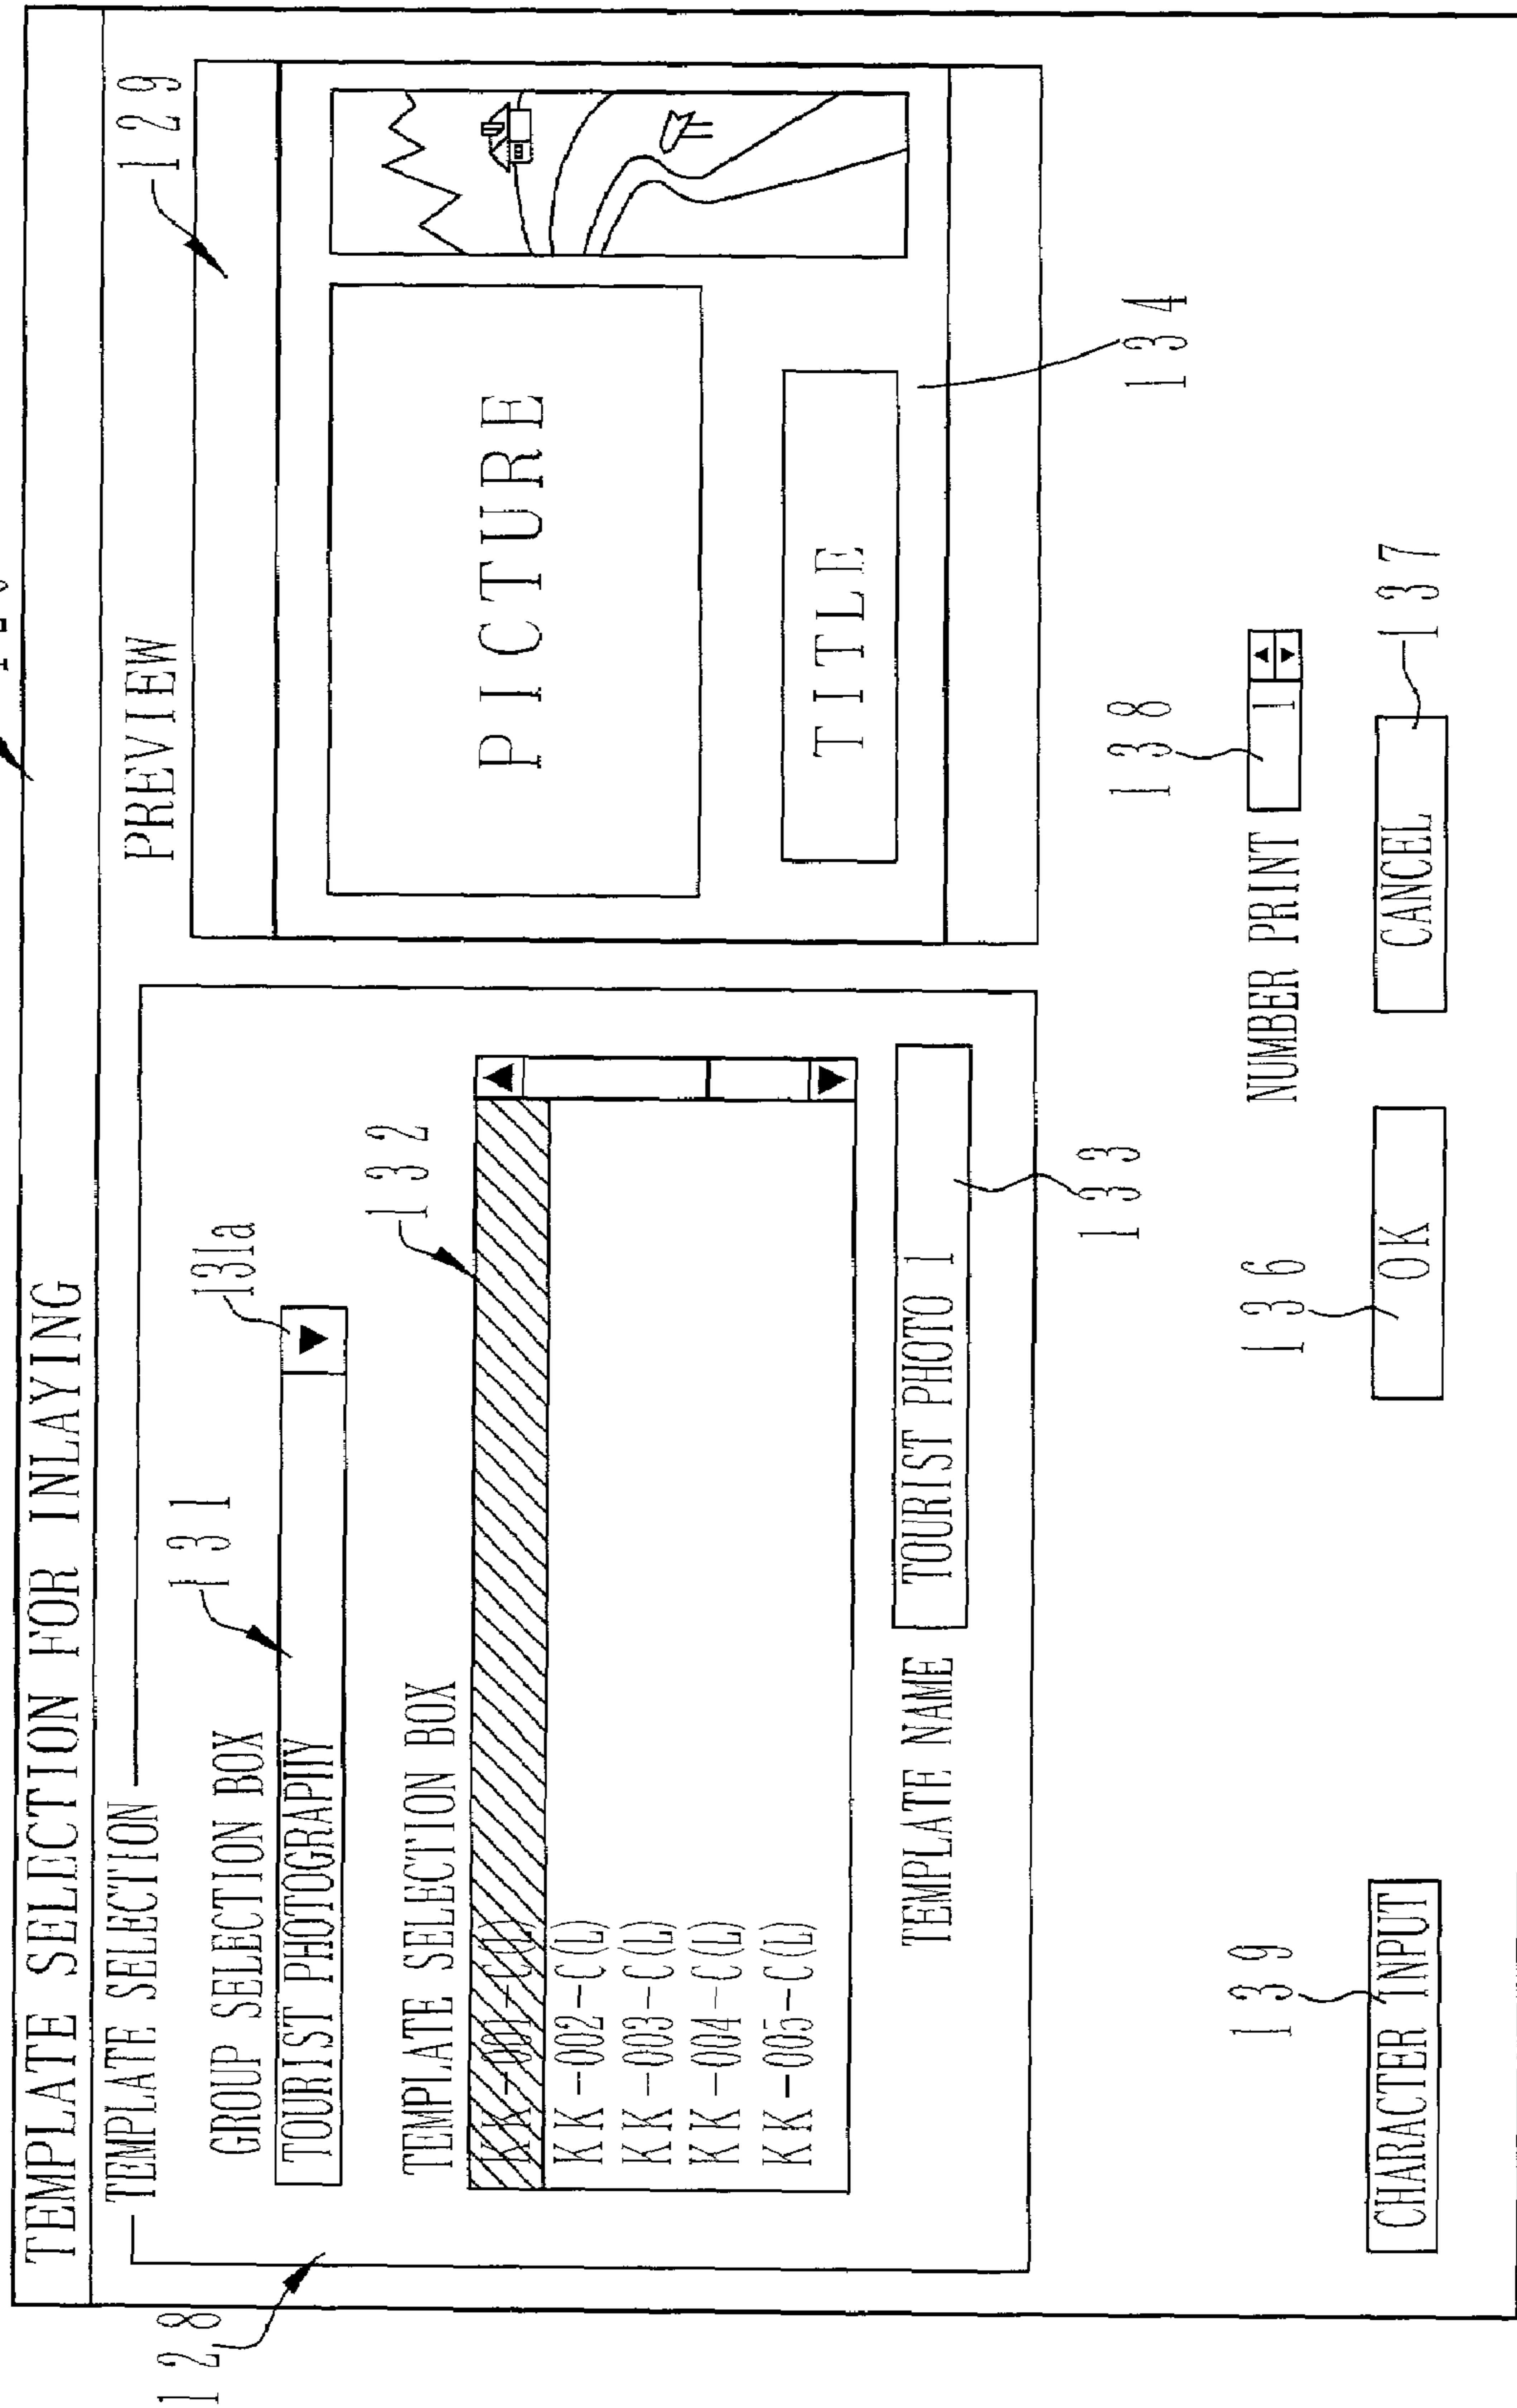 TEMPLATE SELECTION FOR INLAYING
128
TEMPLATE SELECTION
131
131a
GROUP SELECTION BOX
TOURIST PHOTOGRAPHY
132
TEMPLATE SELECTION BOX
KK-001-C(L)
KK-002-C(L)
KK-003-C(L)
KK-004-C(L)
KK-005-C(L)
TEMPLATE NAME
TOURIST PHOTO 1
133
PREVIEW
129
PICTURE
TITLE
134
138
NUMBER PRINT
1
139
CHARACTER INPUT
136
OK
CANCEL
137